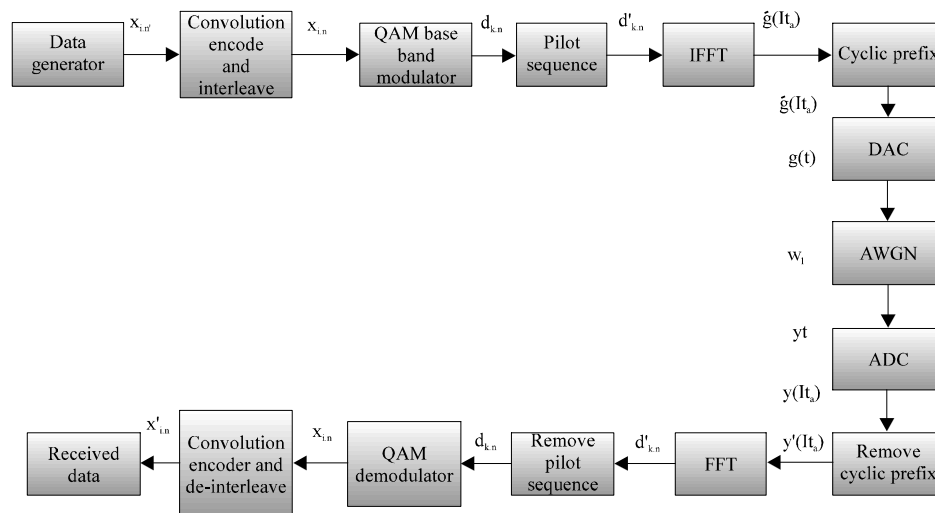 Data
generator
x_{i.n'}
Convolution
encode
and
interleave
x_{i.n}
QAM base
band
modulator
d_{k.n}
Pilot
sequence
d'_{k.n}
IFFT
ǵ(It_a)
Cyclic prefix
ǵ(It_a)
DAC
g(t)
AWGN
w_l
yt
ADC
y(It_a)
Remove
cyclic prefix
y'(It_a)
FFT
d'_{k.n}
Remove
pilot
sequence
d_{k.n}
QAM
demodulator
x_{i.n}
Convolution
encoder and
de-interleave
x'_{i.n}
Received
data